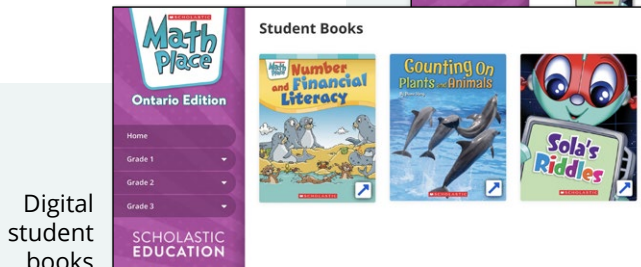 SCHOLASTIC
Math
Place
Ontario Edition
Home
Grade 1
Grade 2
Grade 3
SCHOLASTIC
EDUCATION
Student Books
Math Place
Number
and Financial
Literacy
SCHOLASTIC
Counting On
Plants and Animals
SCHOLASTIC
Sola's
Riddles
SCHOLASTIC
Digital
student
books